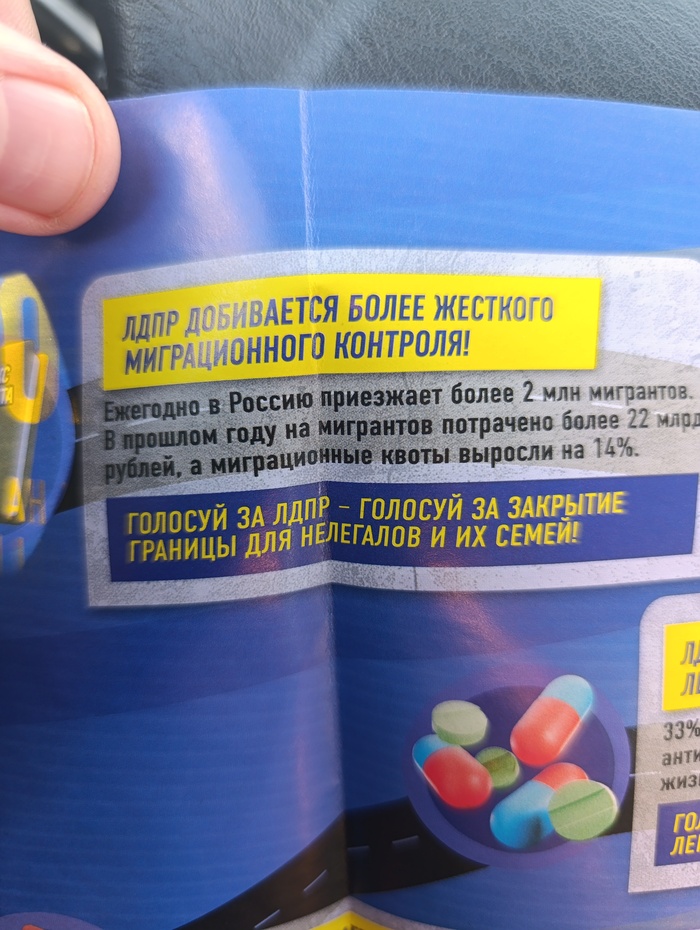 ЛДПР ДОБИВАЕТСЯ БОЛЕЕ ЖЕСТКОГО
МИГРАЦИОННОГО КОНТРОЛЯ!
Ежегодно в Россию приезжает более 2 млн мигрантов.
В прошлом году на мигрантов потрачено более 22 млрд
рублей, а миграционные квоты выросли на 14%.
ГОЛОСУЙ ЗА ЛДПР – ГОЛОСУЙ ЗА ЗАКРЫТИЕ
ГРАНИЦЫ ДЛЯ НЕЛЕГАЛОВ И ИХ СЕМЕЙ!
33%